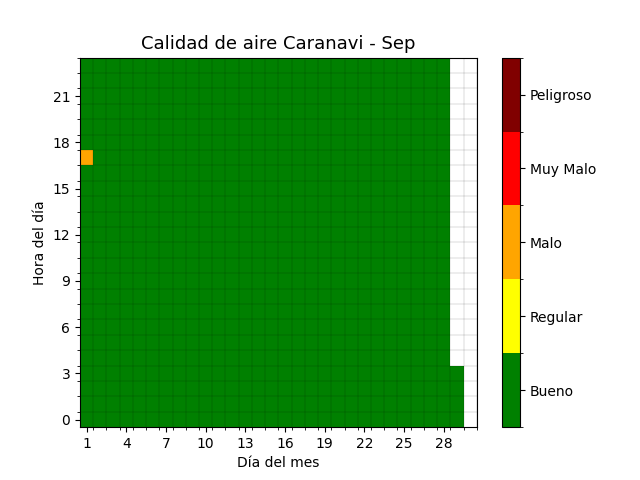 Calidad de aire Caranavi - Sep
Hora del día
21
18
15
12
9
6
3
0
1 4 7 10 13 16 19 22 25 28
Día del mes
Peligroso
Muy Malo
Malo
Regular
Bueno